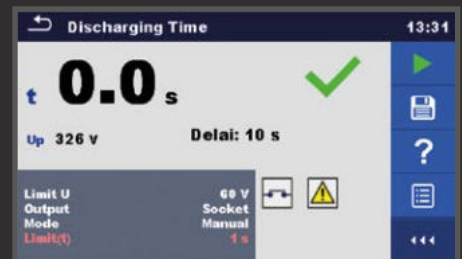 Discharging Time 13:31
t 0.0 s
Up 326 V Delai: 10 s
?
Limit U 60 V
Output Socket
Mode Manual
Limit(t) 1 s